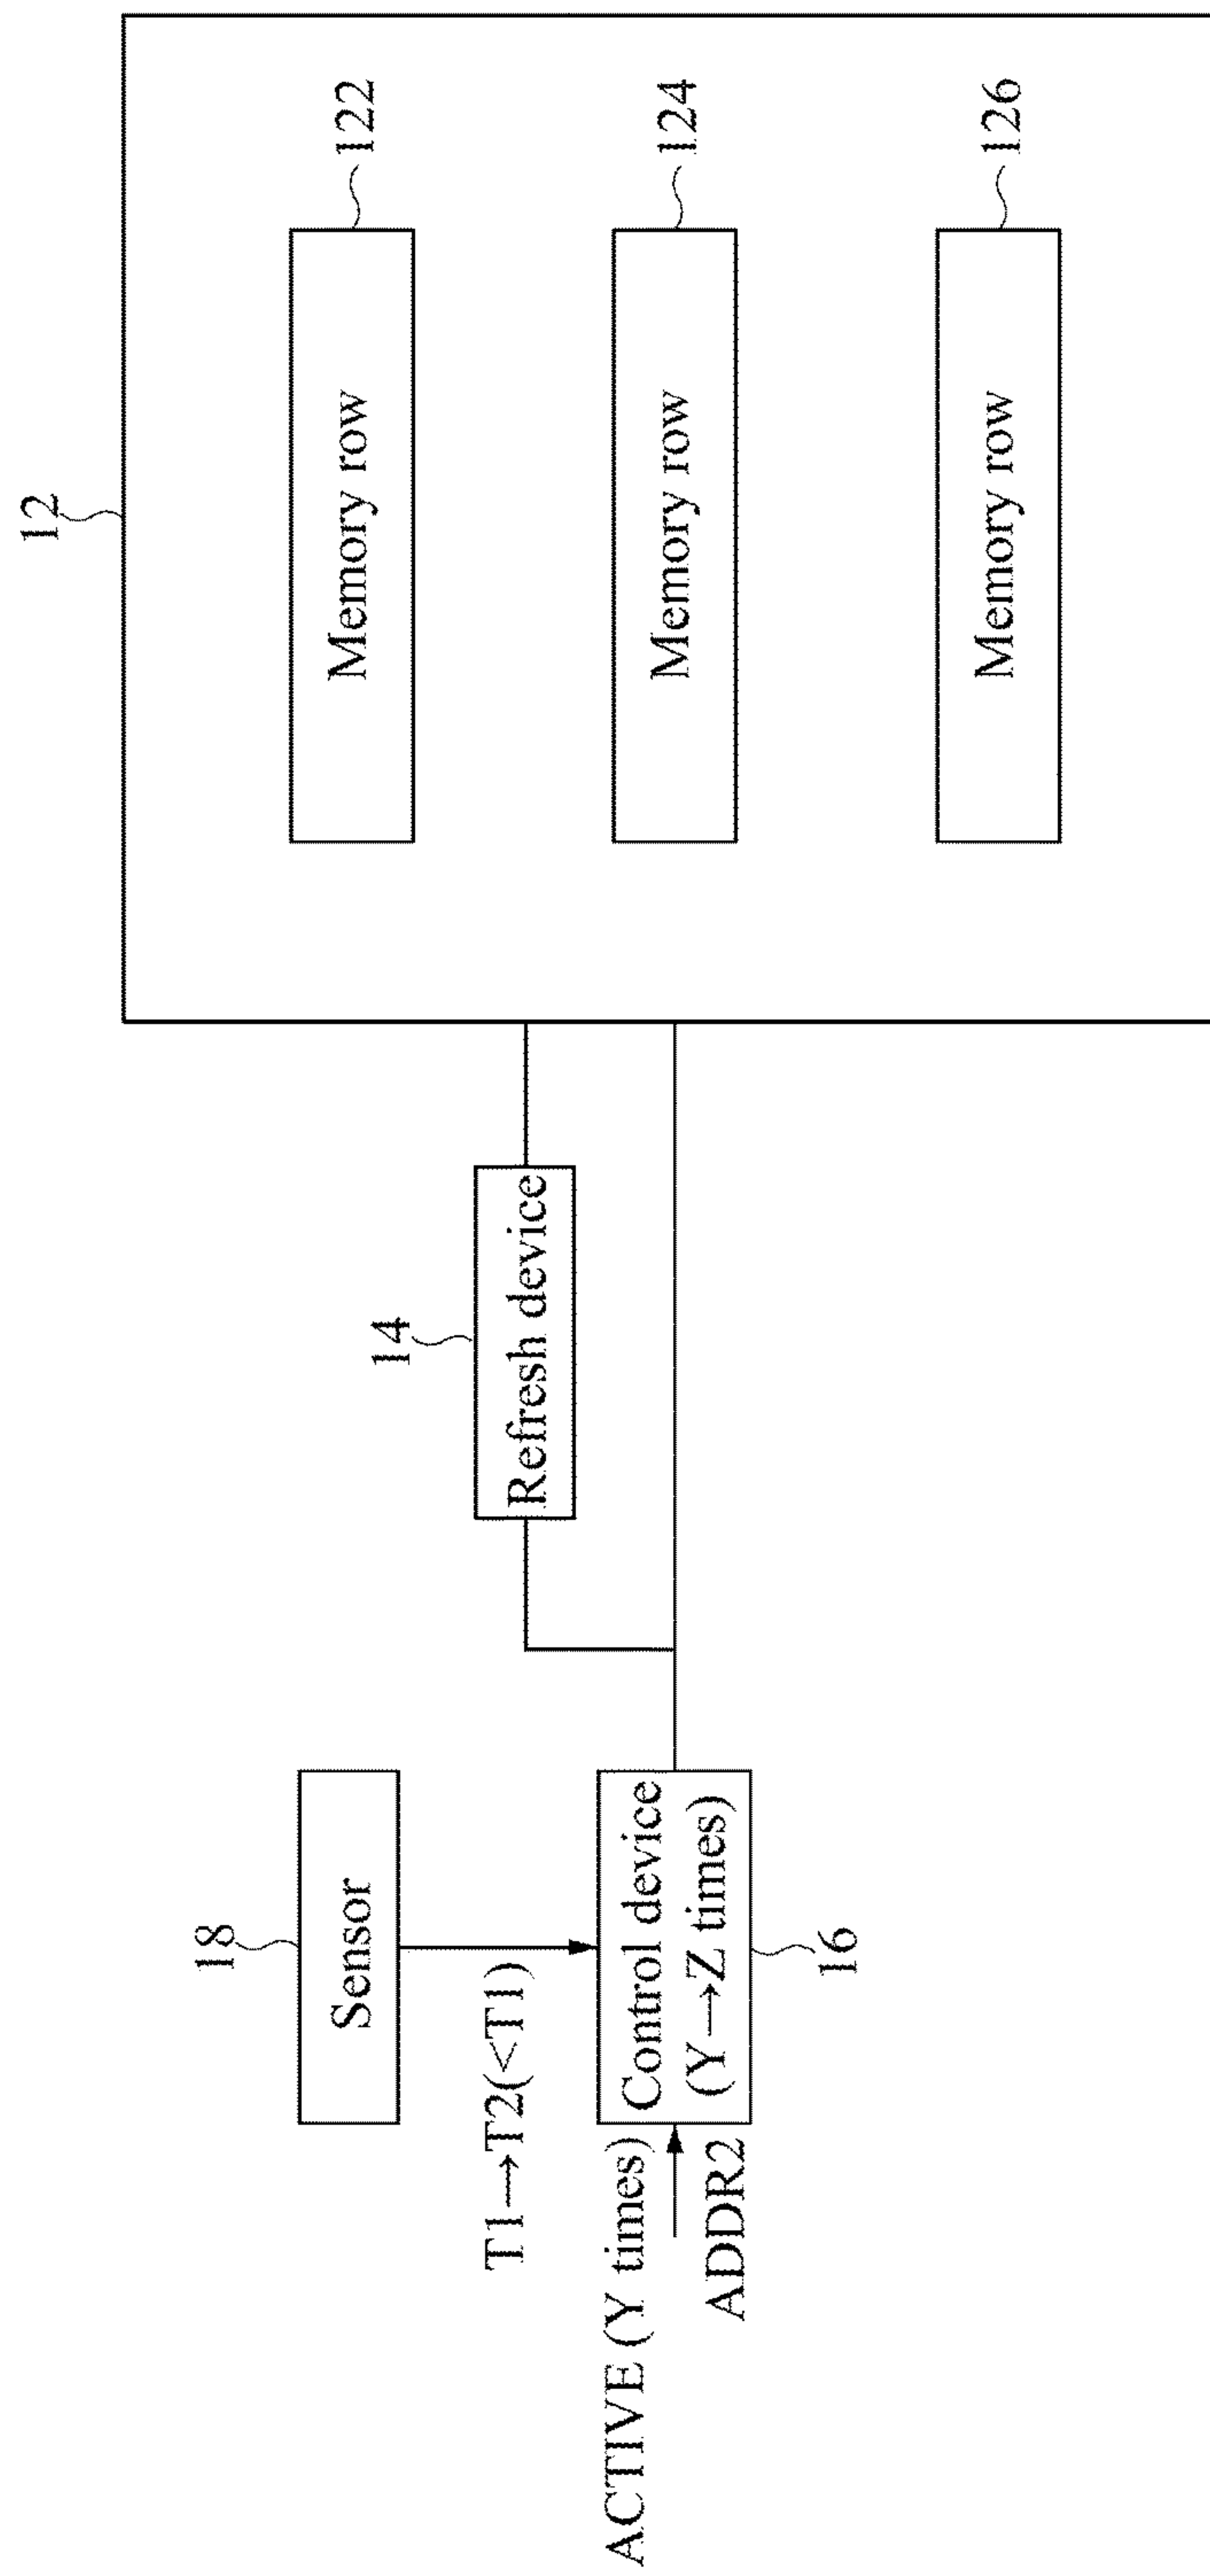 12
Memory row
122
Memory row
124
Memory row
126
14
Refresh device
18
Sensor
T1→T2(<T1)
Control device
(Y→Z times)
16
ACTIVE (Y times)
ADDR2